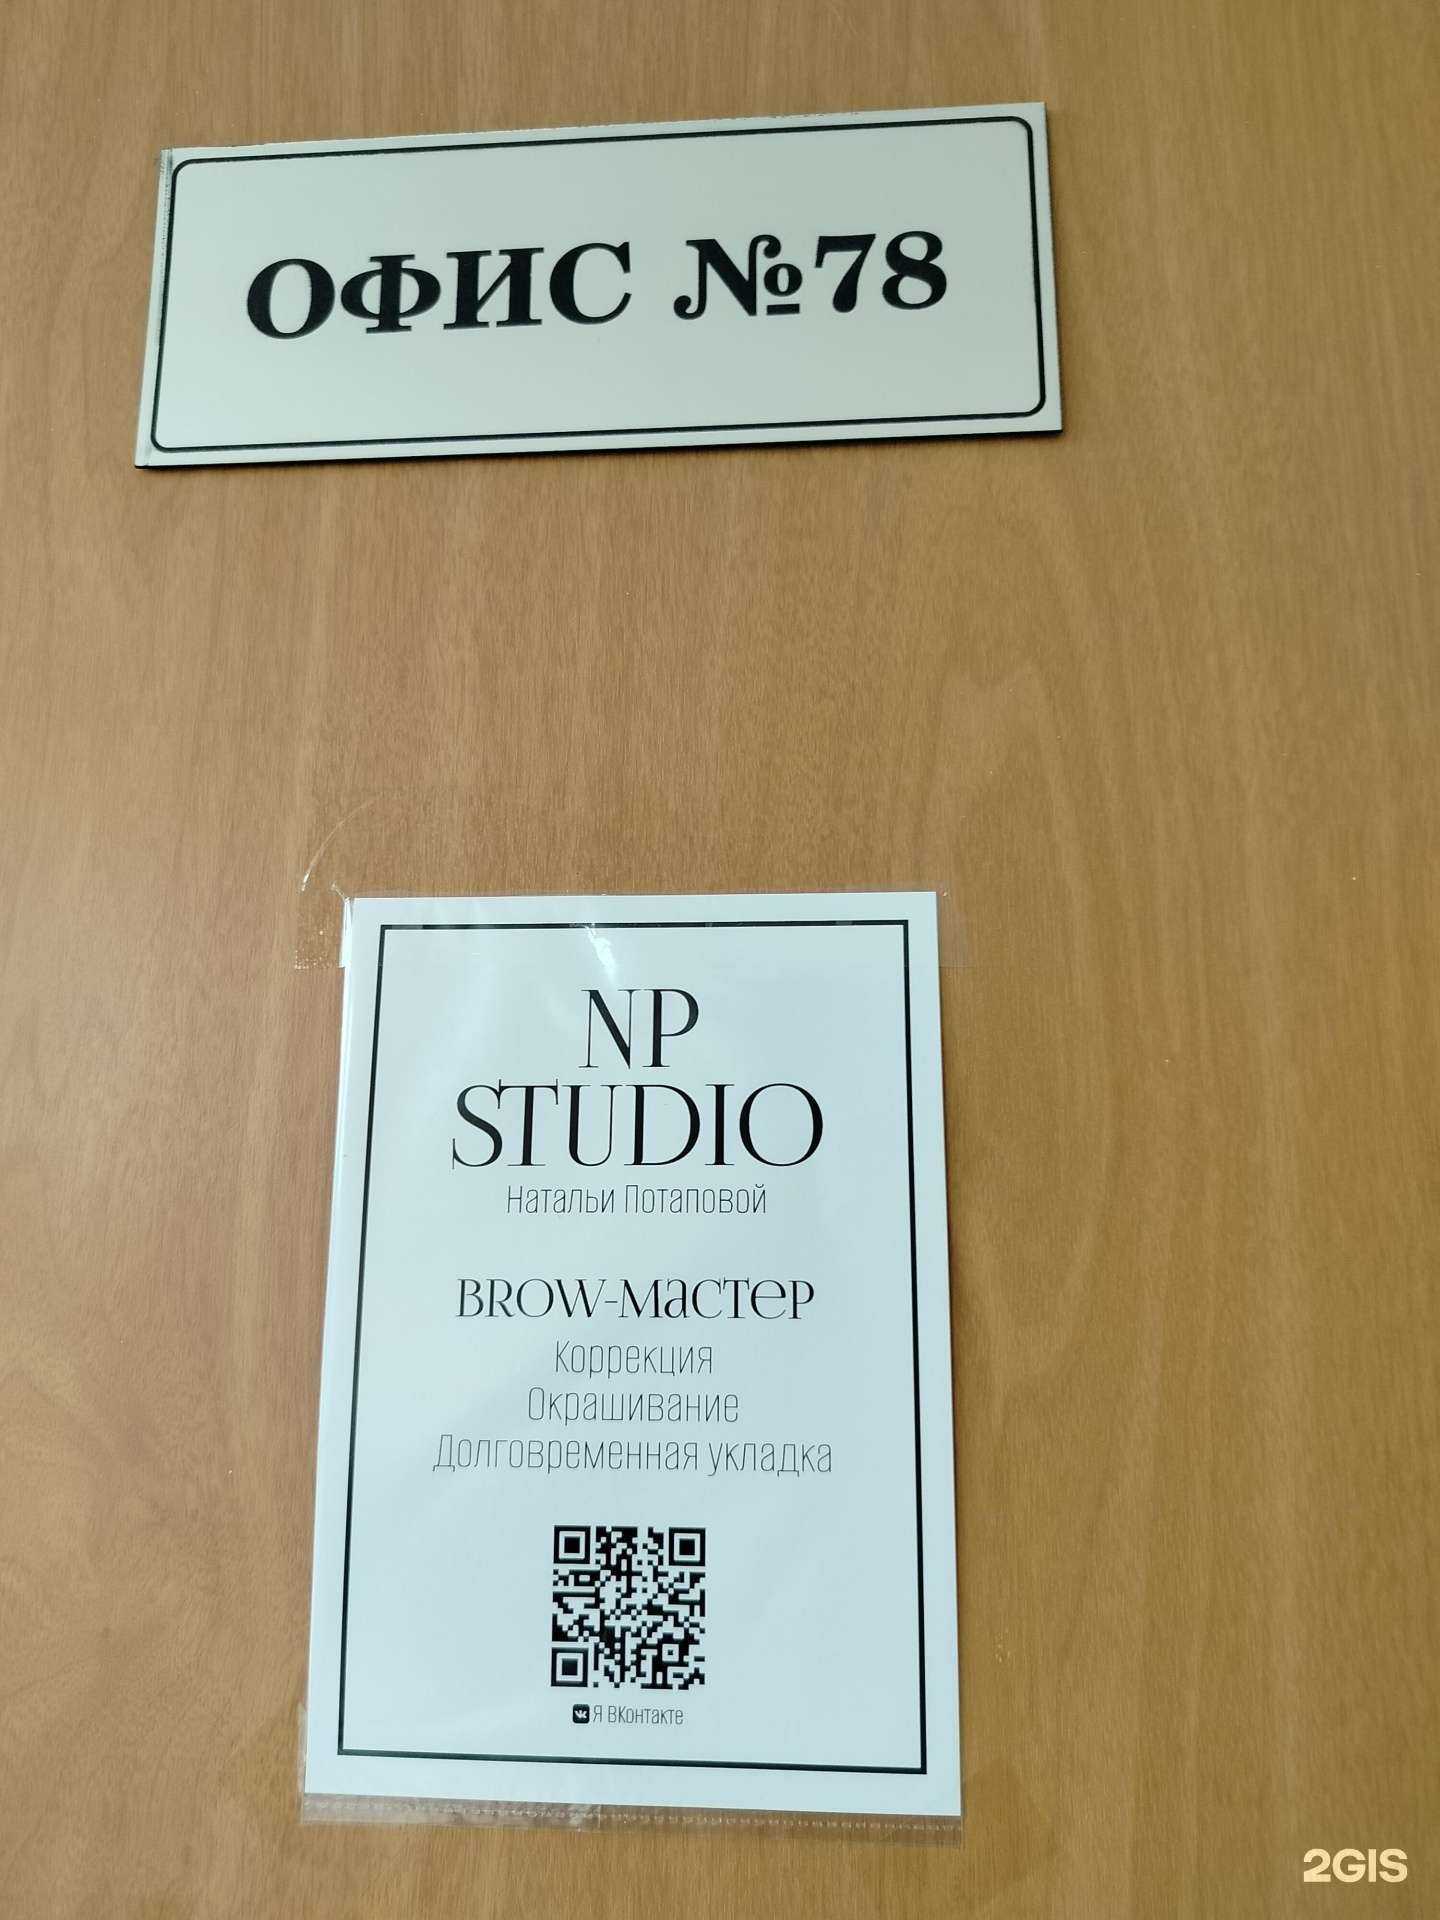 ОФИС №78
NP
STUDIO
Натальи Потаповой
BROW-мастер
Коррекция
Окрашивание
Долговременная укладка
Я ВКонтакте
2GIS